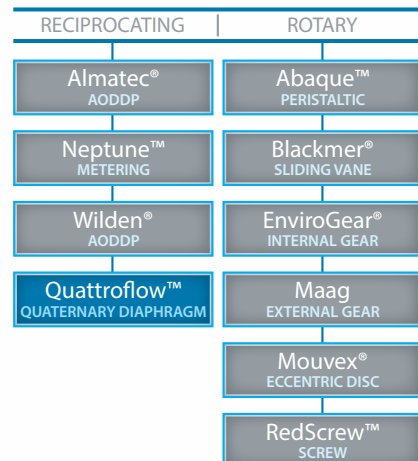 RECIPROCATING | ROTARY
Almatec®
AODDP
Neptune™
METERING
Wilden®
AODDP
Quattroflow™
QUATERNARY DIAPHRAGM
Abaque™
PERISTALTIC
Blackmer®
SLIDING VANE
EnviroGear®
INTERNAL GEAR
Maag
EXTERNAL GEAR
Mouvex®
ECCENTRIC DISC
RedScrew™
SCREW